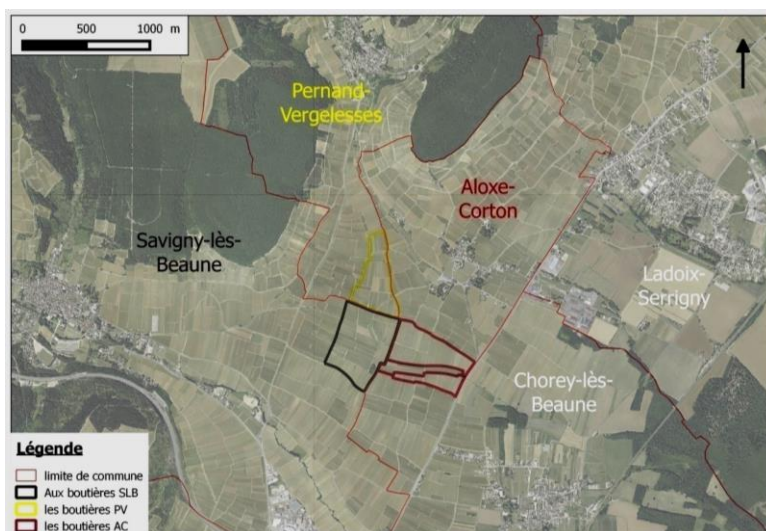 0 500 1000 m
Pernand-
Vergelesses
Aloxe-
Corton
Savigny-lès-
Beaune
Ladoix-
Serrigny
Chorey-lès-
Beaune
Légende
limite de commune
Aux boutières SLB
les boutières PV
les boutières AC